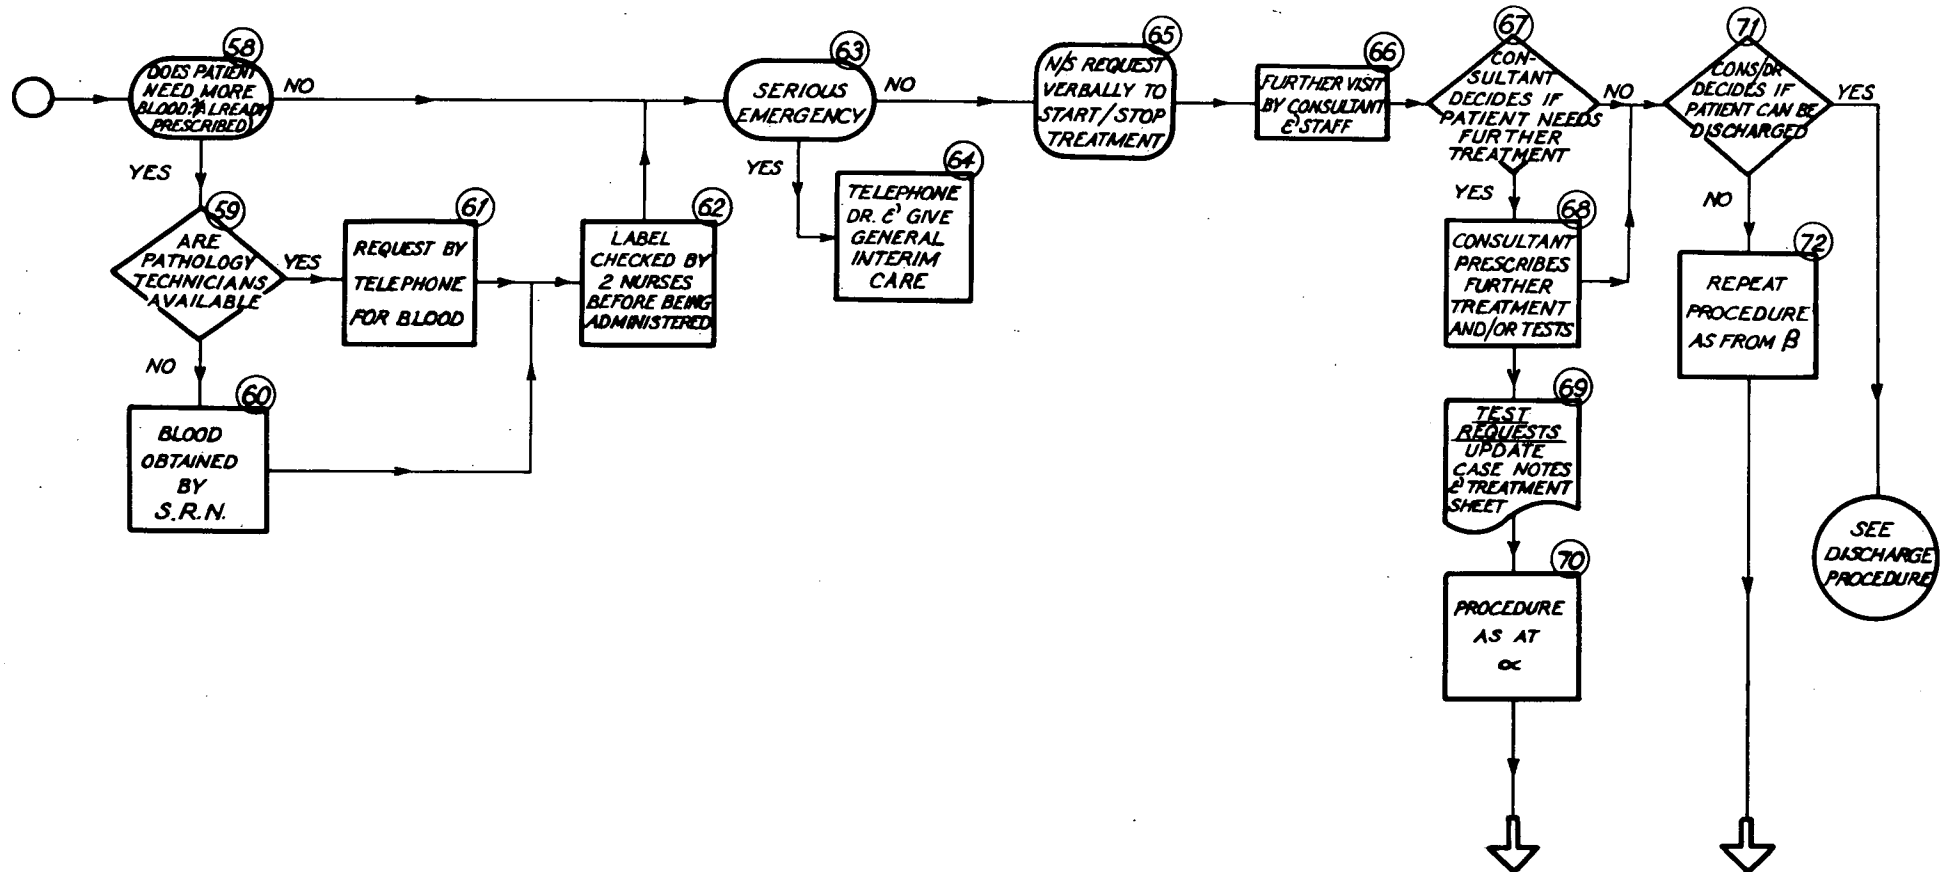 58
DOES PATIENT
NEED MORE
BLOOD? (ALREADY
PRESCRIBED)
NO
YES
59
ARE
PATHOLOGY
TECHNICIANS
AVAILABLE
YES
NO
60
BLOOD
OBTAINED
BY
S.R.N.
61
REQUEST BY
TELEPHONE
FOR BLOOD
62
LABEL
CHECKED BY
2 NURSES
BEFORE BEING
ADMINISTERED
63
SERIOUS
EMERGENCY
NO
YES
64
TELEPHONE
DR. & GIVE
GENERAL
INTERIM
CARE
65
N/S REQUEST
VERBALLY TO
START/STOP
TREATMENT
66
FURTHER VISIT
BY CONSULTANT
& STAFF
67
CON-
SULTANT
DECIDES IF
PATIENT NEEDS
FURTHER
TREATMENT
NO
YES
68
CONSULTANT
PRESCRIBES
FURTHER
TREATMENT
AND/OR TESTS
69
TEST
REQUESTS
UPDATE
CASE NOTES
& TREATMENT
SHEET
70
PROCEDURE
AS AT
α
71
CONS/DR
DECIDES IF
PATIENT CAN BE
DISCHARGED
YES
NO
72
REPEAT
PROCEDURE
AS FROM β
SEE
DISCHARGE
PROCEDURE